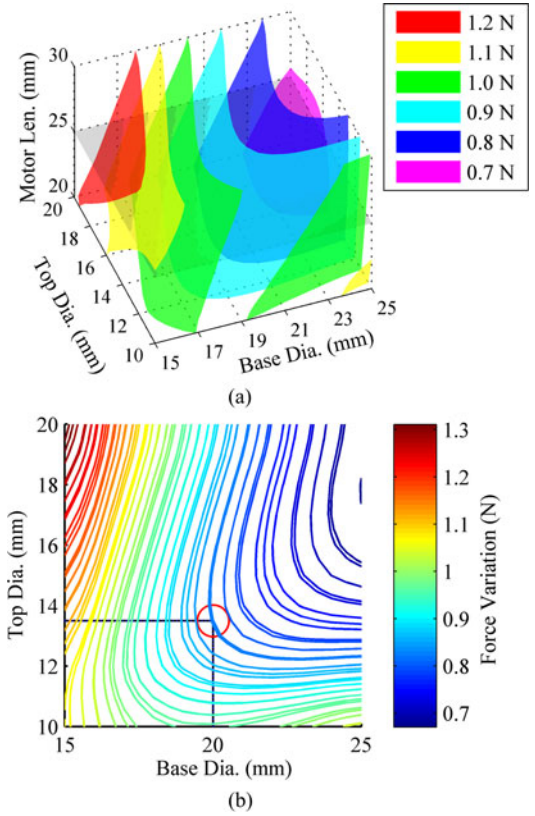 1.2 N
1.1 N
1.0 N
0.9 N
0.8 N
0.7 N
Motor Len. (mm)
30
25
20
Top Dia. (mm)
20
18
16
14
12
10
15
17
19
21
23
25
Base Dia. (mm)
(a)
Top Dia. (mm)
20
18
16
14
12
10
15
20
25
Base Dia. (mm)
1.3
1.2
1.1
1
0.9
0.8
0.7
Force Variation (N)
(b)